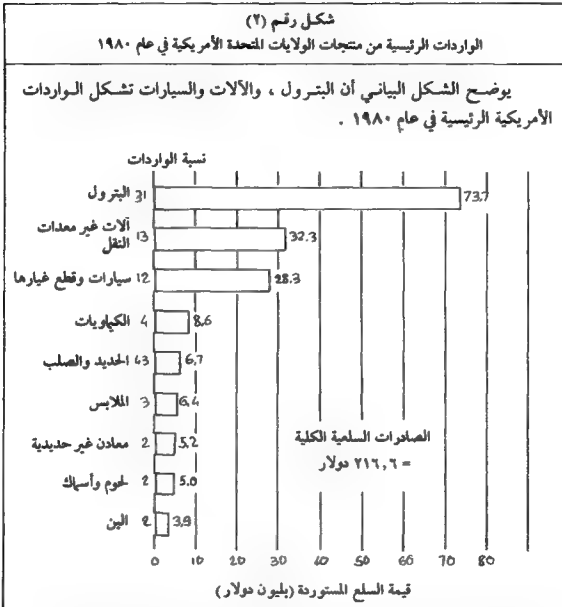 شكل رقم (٢)
الواردات الرئيسية من منتجات الولايات المتحدة الأمريكية في عام ١٩٨٠
يوضح الشكل البياني أن البترول ، والآلات والسيارات تشكل الواردات
الأمريكية الرئيسية في عام ١٩٨٠ .
نسبة الواردات
البترول 31 73.7
آلات غير معدات
النقل 13 32.3
سيارات وقطع غيارها 12 28.3
الكيماويات 4 8.6
الحديد والصلب 43 6.7
الملابس 3 6.4
معادن غير حديدية 2 5.2
لحوم وأسماك 2 5.0
البن 2 3.9
الصادرات السلعية الكلية
= ٢١٦,٦ دولار
0 10 20 30 40 50 60 70 80
قيمة السلع المستوردة (بليون دولار)